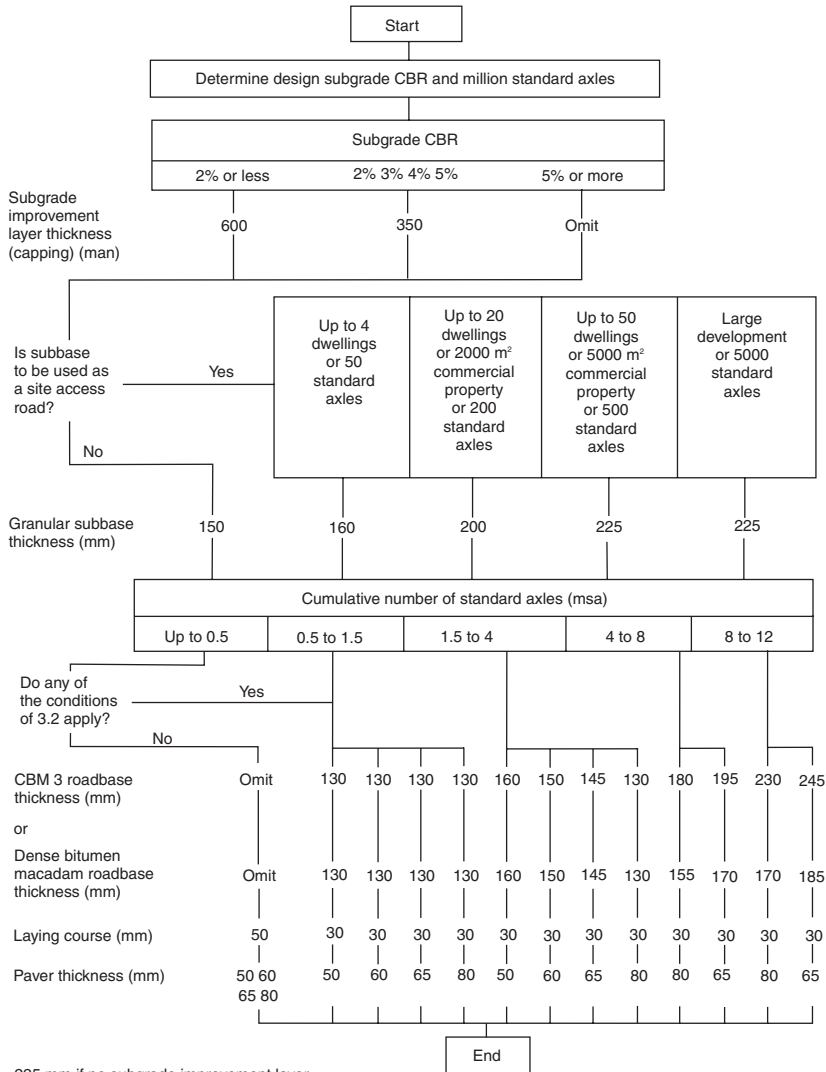 Start
Determine design subgrade CBR and million standard axles
Subgrade CBR
2% or less 2% 3% 4% 5% 5% or more
Subgrade
improvement
layer thickness
(capping) (man)
600 350 Omit
Is subbase
to be used as
a site access
road?
Yes
No
Up to 4
dwellings
or 50
standard
axles
Up to 20
dwellings
or 2000 m²
commercial
property
or 200
standard
axles
Up to 50
dwellings
or 5000 m²
commercial
property
or 500
standard
axles
Large
development
or 5000
standard
axles
Granular subbase
thickness (mm)
150 160 200 225 225
Cumulative number of standard axles (msa)
Up to 0.5 0.5 to 1.5 1.5 to 4 4 to 8 8 to 12
Do any of
the conditions
of 3.2 apply?
Yes
No
CBM 3 roadbase
thickness (mm)
Omit 130 130 130 130 160 150 145 130 180 195 230 245
or
Dense bitumen
macadam roadbase
thickness (mm)
Omit 130 130 130 130 160 150 145 130 155 170 170 185
Laying course (mm) 50 30 30 30 30 30 30 30 30 30 30 30 30
Paver thickness (mm) 50 60 50 60 65 80 50 60 65 80 80 65 80 65
65 80
End
225 mm if no subgrade improvement layer